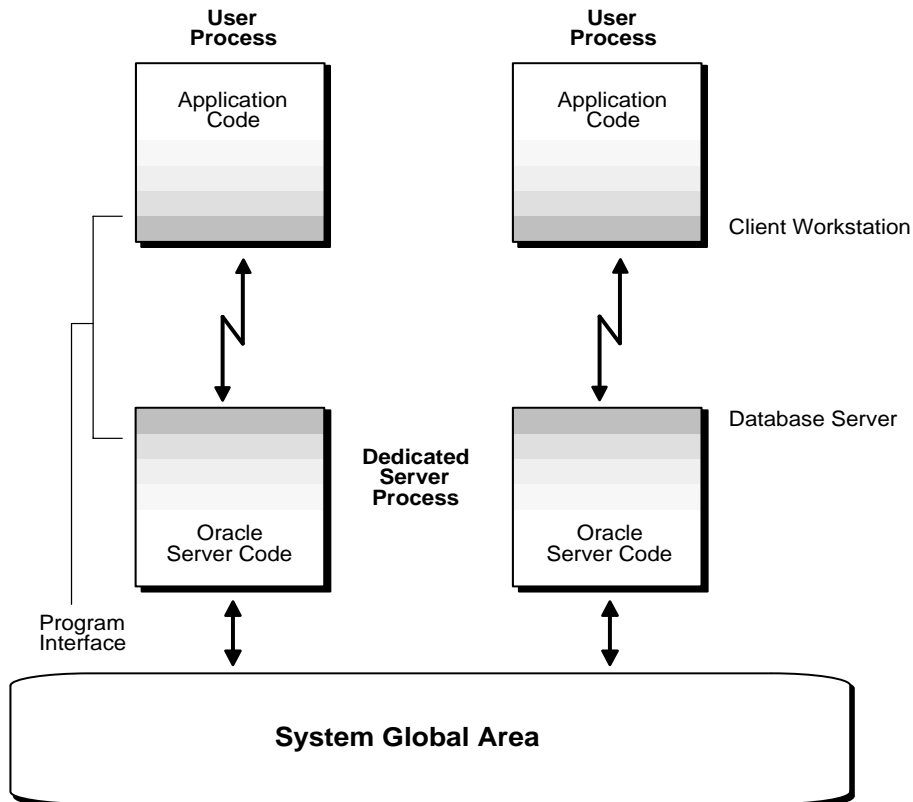 User
Process
User
Process
Application
Code
Application
Code
Client Workstation
Database Server
Dedicated
Server
Process
Oracle
Server Code
Oracle
Server Code
Program
Interface
System Global Area